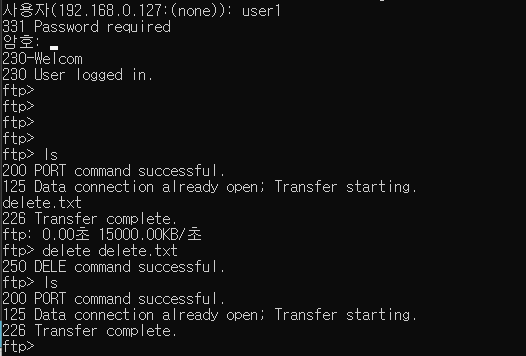 사용자(192.168.0.127:(none)): user1
331 Password required
암호:
230-Welcom
230 User logged in.
ftp>
ftp>
ftp>
ftp>
ftp> ls
200 PORT command successful.
125 Data connection already open; Transfer starting.
delete.txt
226 Transfer complete.
ftp: 0.00초 15000.00KB/초
ftp> delete delete.txt
250 DELE command successful.
ftp> ls
200 PORT command successful.
125 Data connection already open; Transfer starting.
226 Transfer complete.
ftp>